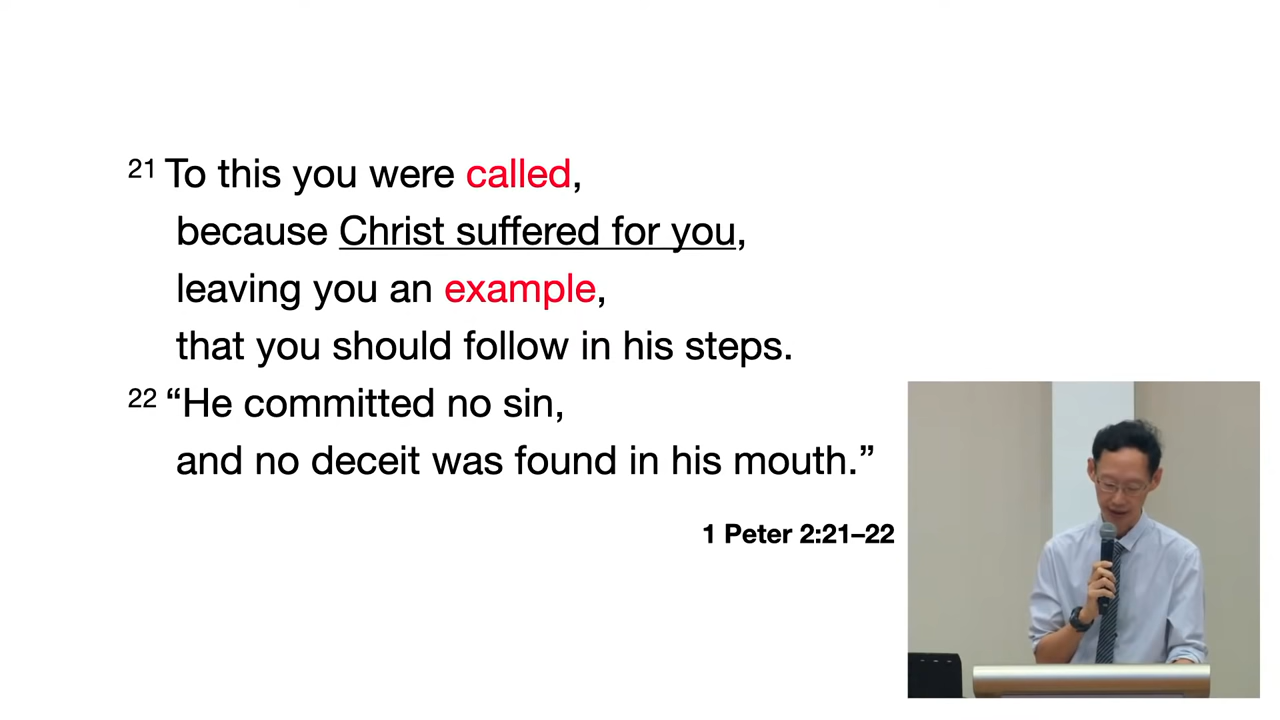 21 To this you were called,
because Christ suffered for you,
leaving you an example,
that you should follow in his steps.
22 “He committed no sin,
and no deceit was found in his mouth.”
1 Peter 2:21–22